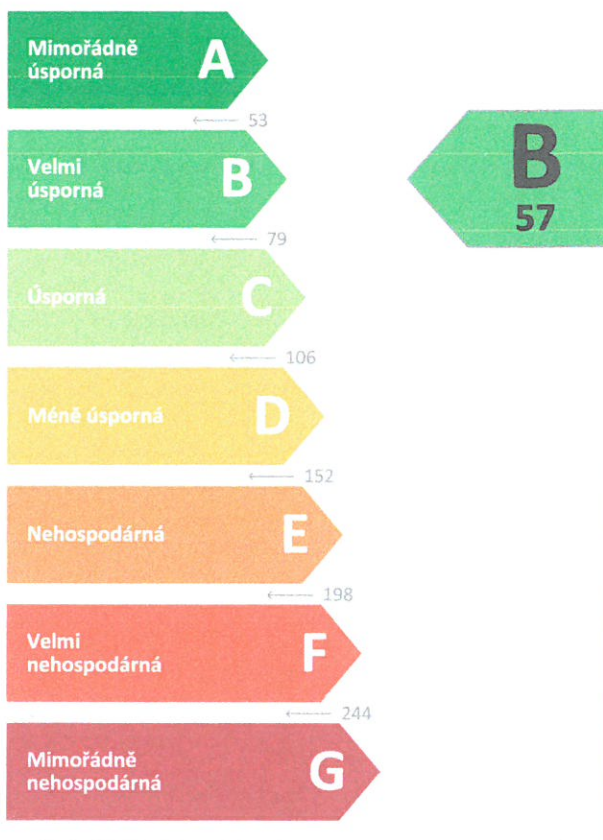 Mimořádně
úsporná
A
← 53
Velmi
úsporná
B
← 79
B
57
Úsporná
C
← 106
Méně úsporná
D
← 152
Nehospodárná
E
← 198
Velmi
nehospodárná
F
← 244
Mimořádně
nehospodárná
G